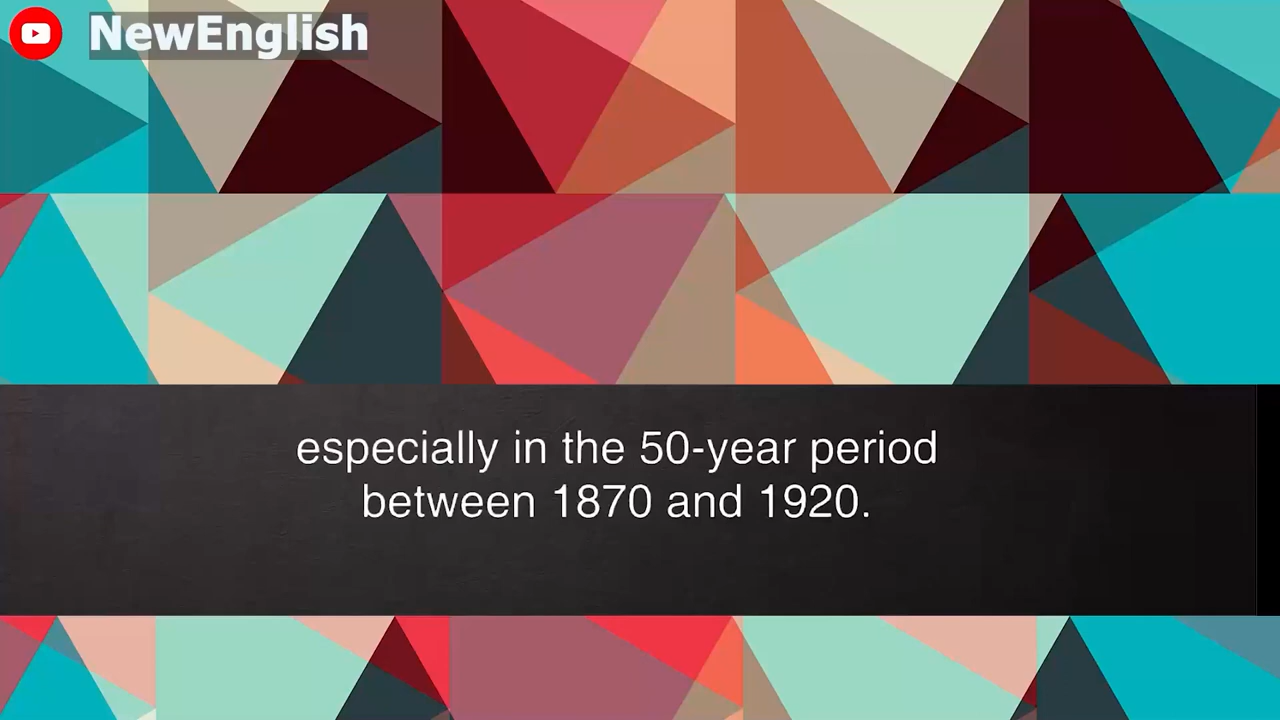 NewEnglish
especially in the 50-year period
between 1870 and 1920.